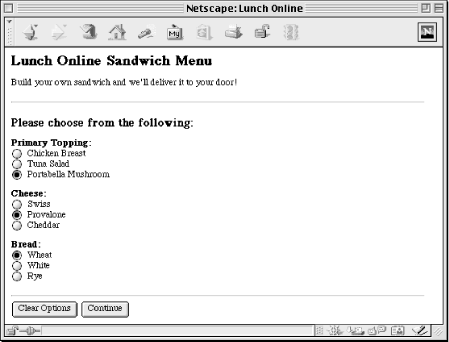 Netscape: Lunch Online
My
N
Lunch Online Sandwich Menu
Build your own sandwich and we'll deliver it to your door!
Please choose from the following:
Primary Topping:
Chicken Breast
Tuna Salad
Portabella Mushroom
Cheese:
Swiss
Provalone
Cheddar
Bread:
Wheat
White
Rye
Clear Options Continue